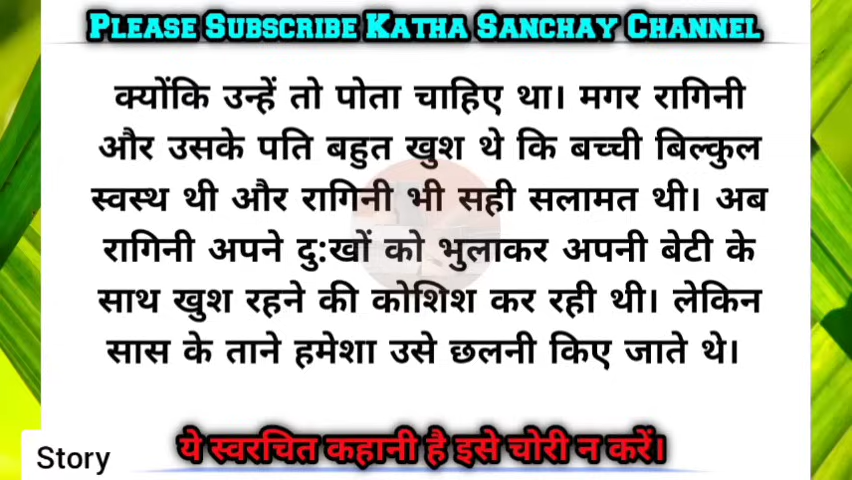 PLEASE SUBSCRIBE KATHA SANCHAY CHANNEL
क्योंकि उन्हें तो पोता चाहिए था। मगर रागिनी
और उसके पति बहुत खुश थे कि बच्ची बिल्कुल
स्वस्थ थी और रागिनी भी सही सलामत थी। अब
रागिनी अपने दु:खों को भुलाकर अपनी बेटी के
साथ खुश रहने की कोशिश कर रही थी। लेकिन
सास के ताने हमेशा उसे छलनी किए जाते थे।
ये स्वरचित कहानी है इसे चोरी न करें।
Story